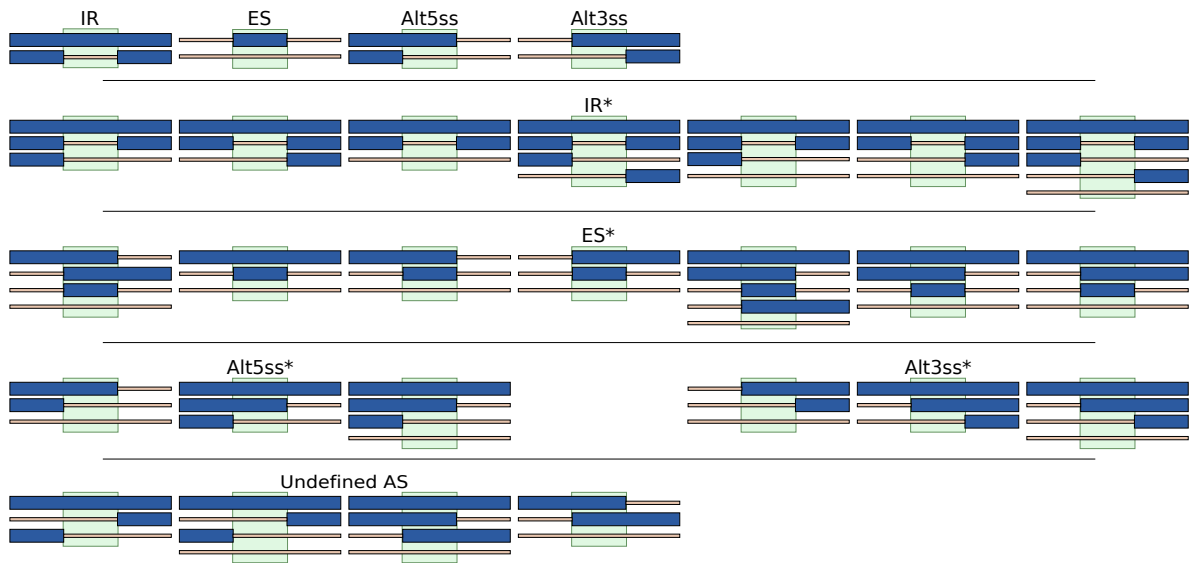 IR ES Alt5ss Alt3ss
IR*
ES*
Alt5ss* Alt3ss*
Undefined AS